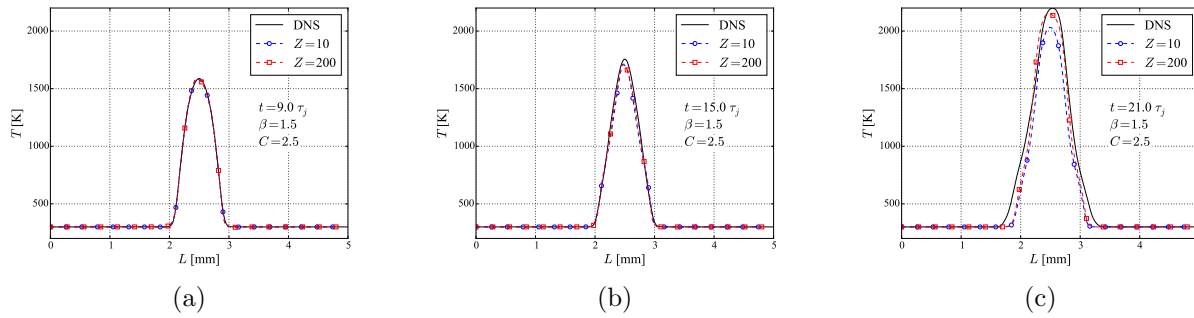 2000
1500
1000
500
T [K]
0 1 2 3 4 5
L [mm]
DNS
Z=10
Z=200
t=9.0 τj
β=1.5
C=2.5
(a)
2000
1500
1000
500
T [K]
0 1 2 3 4 5
L [mm]
DNS
Z=10
Z=200
t=15.0 τj
β=1.5
C=2.5
(b)
2000
1500
1000
500
T [K]
0 1 2 3 4
L [mm]
DNS
Z=10
Z=200
t=21.0 τj
β=1.5
C=2.5
(c)